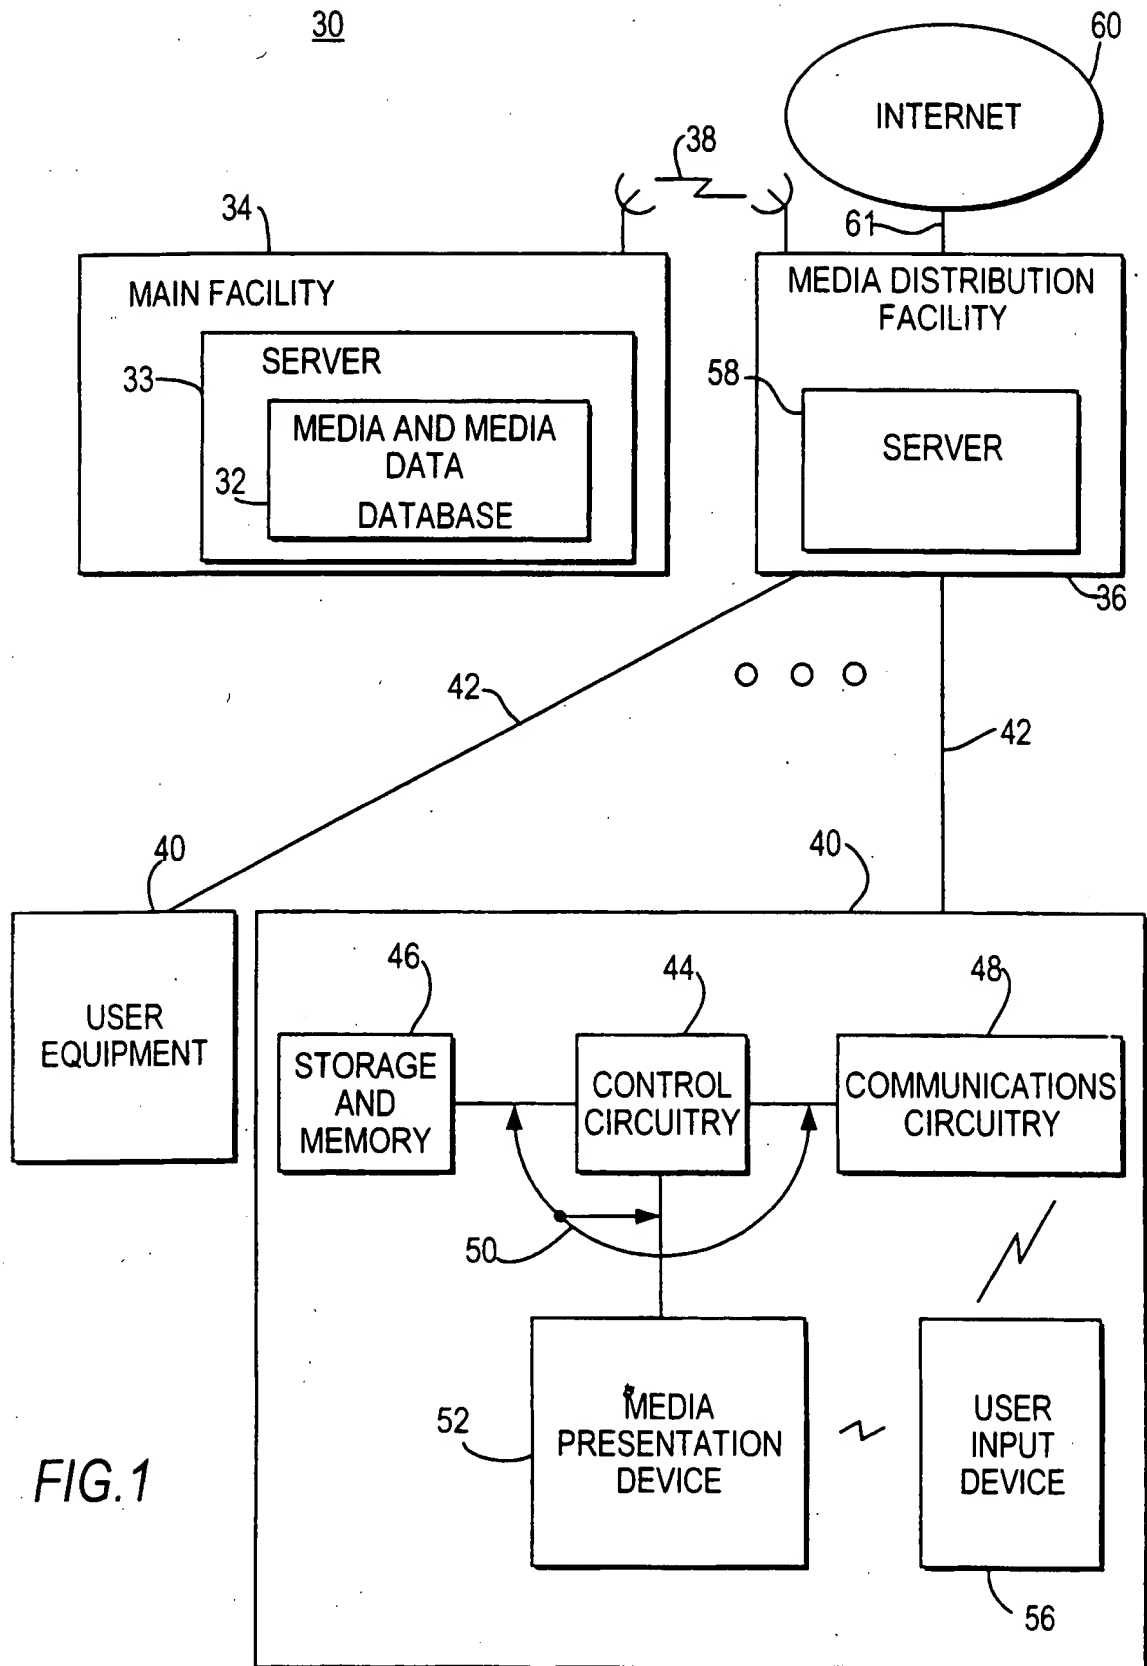 30
60
INTERNET
38
61
34
MAIN FACILITY
33
SERVER
32
MEDIA AND MEDIA
DATA
DATABASE
MEDIA DISTRIBUTION
FACILITY
58
SERVER
36
42
42
40
USER
EQUIPMENT
40
46
STORAGE
AND
MEMORY
44
CONTROL
CIRCUITRY
48
COMMUNICATIONS
CIRCUITRY
50
52
MEDIA
PRESENTATION
DEVICE
USER
INPUT
DEVICE
56
FIG.1